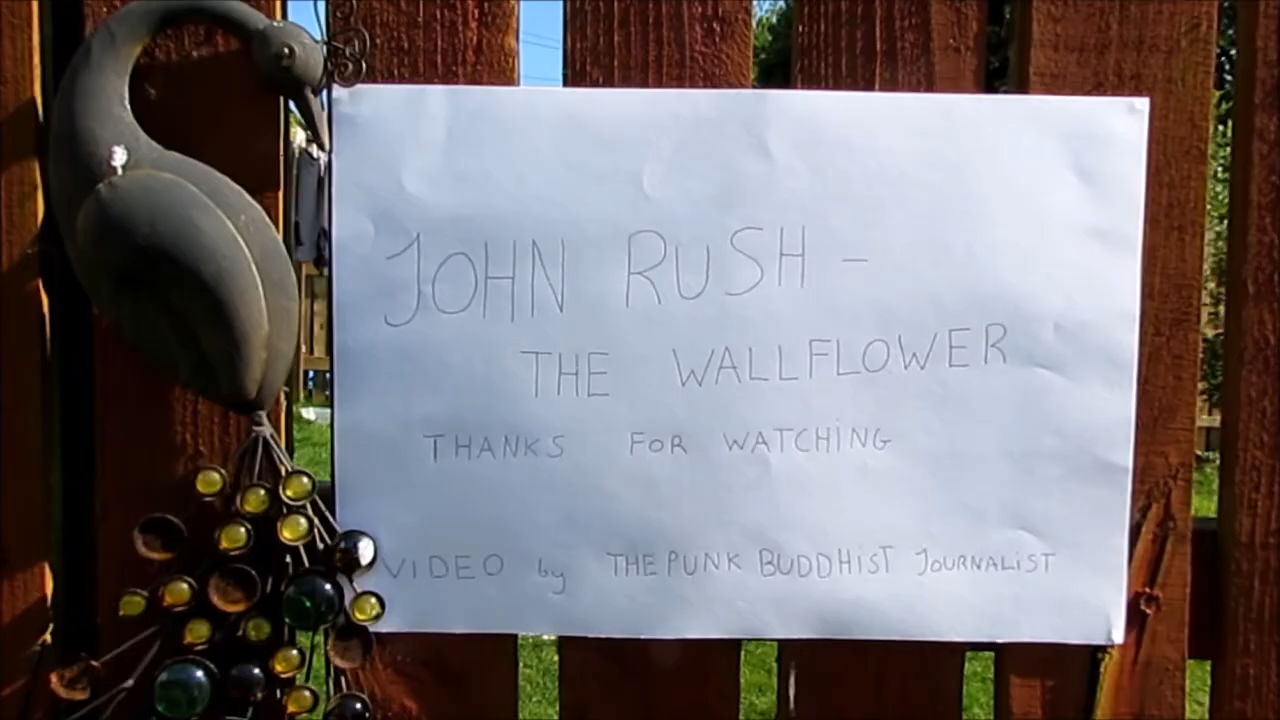 JOHN RUSH -
THE WALLFLOWER
THANKS FOR WATCHING
VIDEO by THE PUNK BUDDHIST JOURNALIST